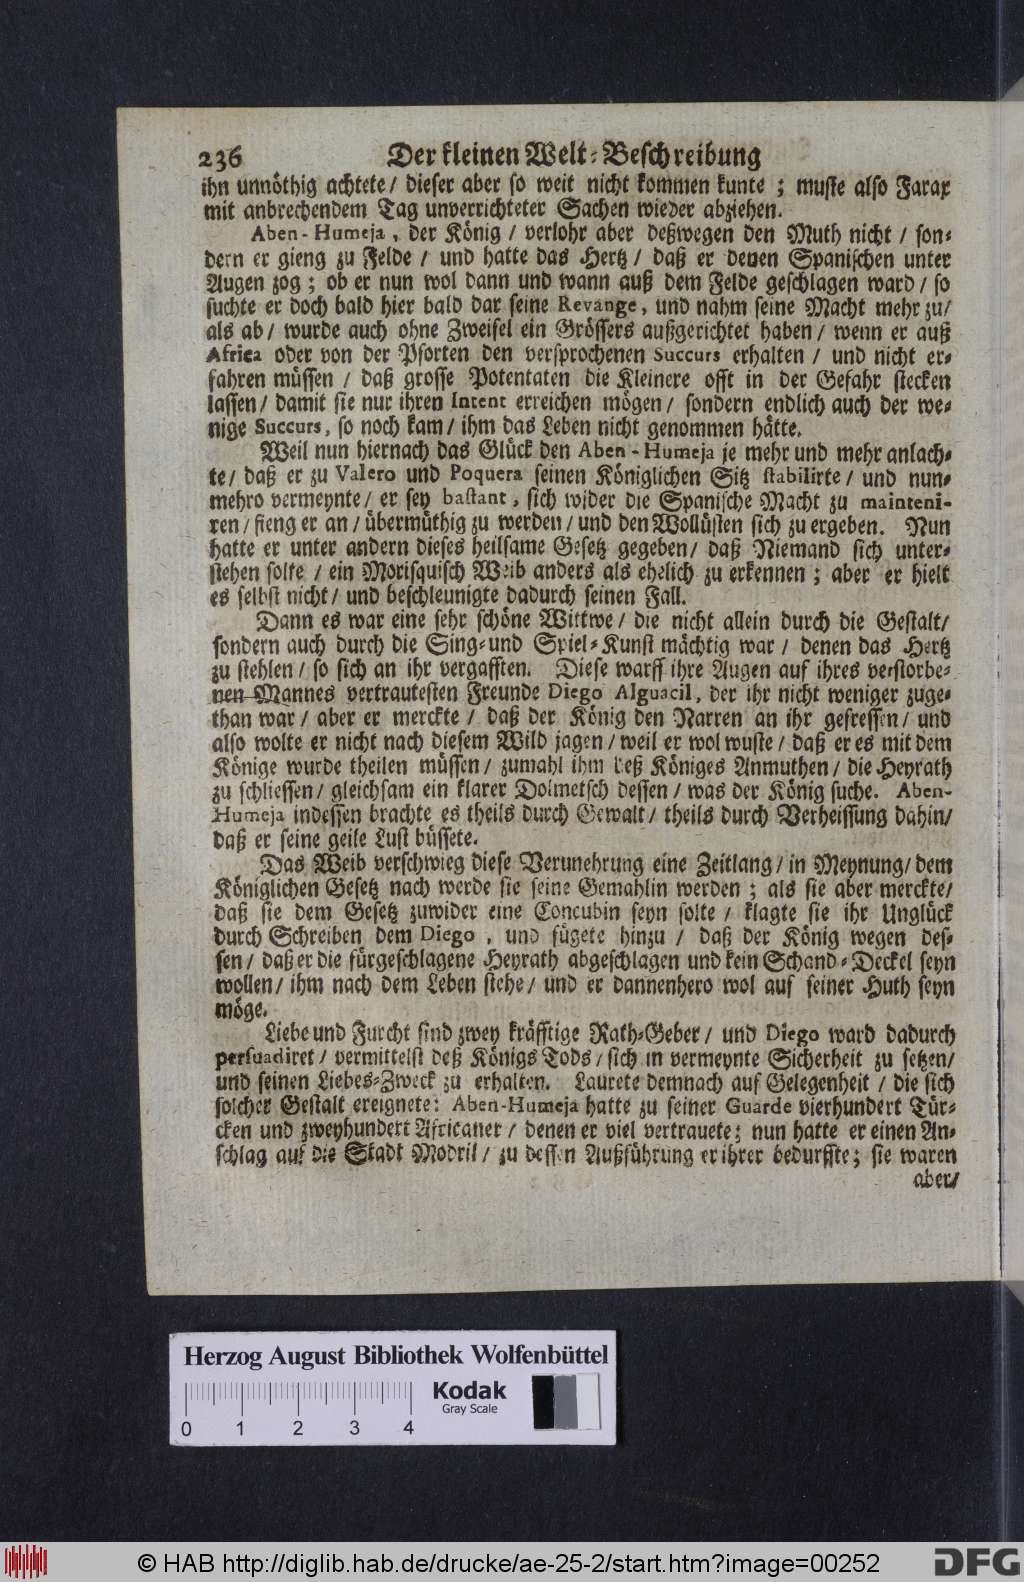 236 Der kleinen Welt-Beschreibung
ihn unnöthig achtete/ dieser aber so weit nicht kommen kunte ; muste also Farax
mit anbrechendem Tag unverrichteter Sachen wieder abziehen.
Aben-Humeja, der König / verlohr aber deßwegen den Muth nicht / son-
dern er gieng zu Felde / und hatte das Hertz / daß er denen Spanischen unter
Augen zog ; ob er nun wol dann und wann auß dem Felde geschlagen ward / so
suchte er doch bald hier bald dar seine Revange, und nahm seine Macht mehr zu/
als ab / wurde auch ohne Zweifel ein Grössers außgerichtet haben / wenn er auß
Africa oder von der Pforten den versprochenen Succurs erhalten / und nicht er-
fahren müssen / daß grosse Potentaten die Kleinere offt in der Gefahr stecken
lassen / damit sie nur ihren Intent erreichen mögen / sondern endlich auch der we-
nige Succurs, so noch kam / ihm das Leben nicht genommen hätte.
Weil nun hiernach das Glück den Aben-Humeja je mehr und mehr anlach-
te / daß er zu Valero und Poquera seinen Königlichen Sitz stabilirte / und nun-
mehro vermeynte / er sey bastant, sich wider die Spanische Macht zu mainteni-
ren / fieng er an / übermüthig zu werden / und den Wollüsten sich zu ergeben. Nun
hatte er unter andern dieses heilsame Gesetz gegeben / daß Niemand sich unter-
stehen solte / ein Morisquisch Weib anders als ehelich zu erkennen ; aber er hielt
es selbst nicht / und beschleunigte dadurch seinen Fall.
Dann es war eine sehr schöne Wittwe / die nicht allein durch die Gestalt/
sondern auch durch die Sing- und Spiel-Kunst mächtig war / denen das Hertz
zu stehlen / so sich an ihr vergafften. Diese warff ihre Augen auf ihres verstorbe-
nen Mannes vertrautesten Freunde Diego Alguacil, der ihr nicht weniger zuge-
than war / aber er merckte / daß der König den Narren an ihr gefressen / und
also wolte er nicht nach diesem Wild jagen / weil er wol wuste / daß er es mit dem
Könige wurde theilen müssen / zumahl ihm deß Königes Anmuthen / die Heyrath
zu schliessen / gleichsam ein klarer Dolmetsch dessen / was der König suche. Aben-
Humeja indessen brachte es theils durch Gewalt / theils durch Verheissung dahin/
daß er seine geile Lust büssete.
Das Weib verschwieg diese Verunehrung eine Zeitlang / in Meynung / dem
Königlichen Gesetz nach werde sie seine Gemahlin werden ; als sie aber merckte/
daß sie dem Gesetz zuwider eine Concubin seyn solte / klagte sie ihr Unglück
durch Schreiben dem Diego, und fügete hinzu / daß der König wegen des-
sen / daß er die fürgeschlagene Heyrath abgeschlagen und kein Schand-Deckel seyn
wollen / ihm nach dem Leben stehe / und er dannenhero wol auf seiner Huth seyn
möge.
Liebe und Furcht sind zwey kräfftige Rath-Geber / und Diego ward dadurch
persuadiret / vermittelst deß Königs Tods / sich in vermeynte Sicherheit zu setzen/
und seinen Liebes-Zweck zu erhalten. Laurete demnach auf Gelegenheit / die sich
solcher Gestalt ereignete: Aben-Humeja hatte zu seiner Guarde vierhundert Tür-
cken und zweyhundert Africaner / denen er viel vertrauete ; nun hatte er einen An-
schlag auf die Stadt Modril / zu dessen Außführung er ihrer bedurffte ; sie waren
aber/
Herzog August Bibliothek Wolfenbüttel
0 1 2 3 4
Kodak
Gray Scale
© HAB http://diglib.hab.de/drucke/ae-25-2/start.htm?image=00252
DFG